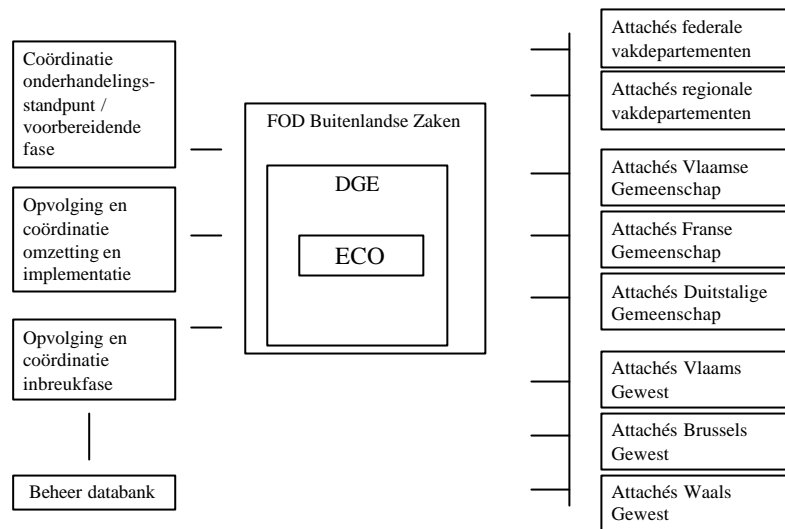 Coördinatie
onderhandelings-
standpunt /
voorbereidende
fase
Opvolging en
coördinatie
omzetting en
implementatie
Opvolging en
coördinatie
inbreukfase
Beheer databank
FOD Buitenlandse Zaken
DGE
ECO
Attachés federale
vakdepartementen
Attachés regionale
vakdepartementen
Attachés Vlaamse
Gemeenschap
Attachés Franse
Gemeenschap
Attachés Duitstalige
Gemeenschap
Attachés Vlaams
Gewest
Attachés Brussels
Gewest
Attachés Waals
Gewest